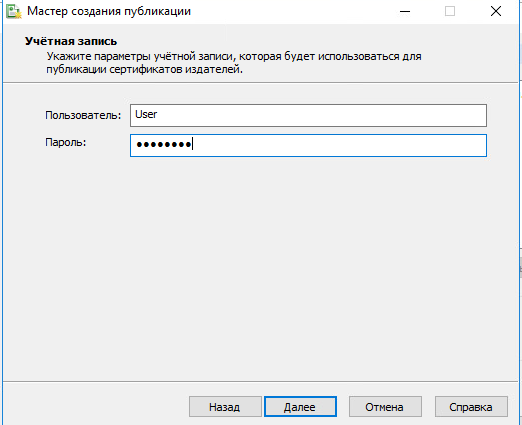 Мастер создания публикации
Учётная запись
Укажите параметры учётной записи, которая будет использоваться для
публикации сертификатов издателей.
Пользователь: User
Пароль: ••••••••
Назад Далее Отмена Справка